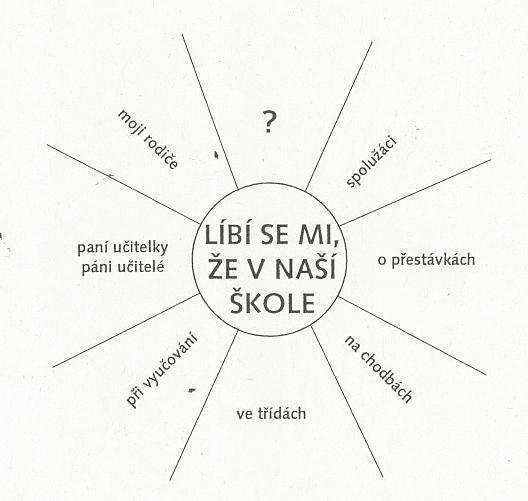 ?
spolužáci
o přestávkách
na chodbách
ve třídách
při vyučování
paní učitelky
páni učitelé
moji rodiče
LÍBÍ SE MI,
ŽE V NAŠÍ
ŠKOLE